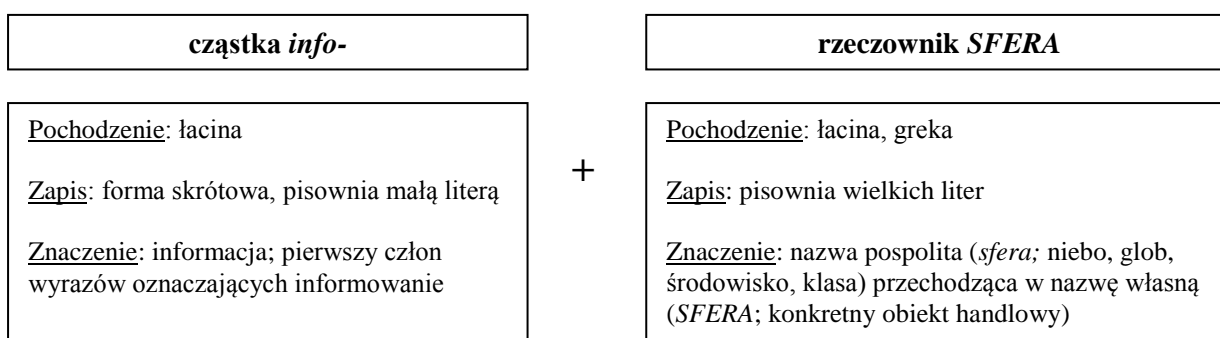 cząstka info-
Pochodzenie: łacina
Zapis: forma skrótowa, pisownia małą literą
Znaczenie: informacja; pierwszy człon
wyrazów oznaczających informowanie
+
rzeczownik SFERA
Pochodzenie: łacina, greka
Zapis: pisownia wielkich liter
Znaczenie: nazwa pospolita (sfera; niebo, glob,
środowisko, klasa) przechodząca w nazwę własną
(SFERA; konkretny obiekt handlowy)